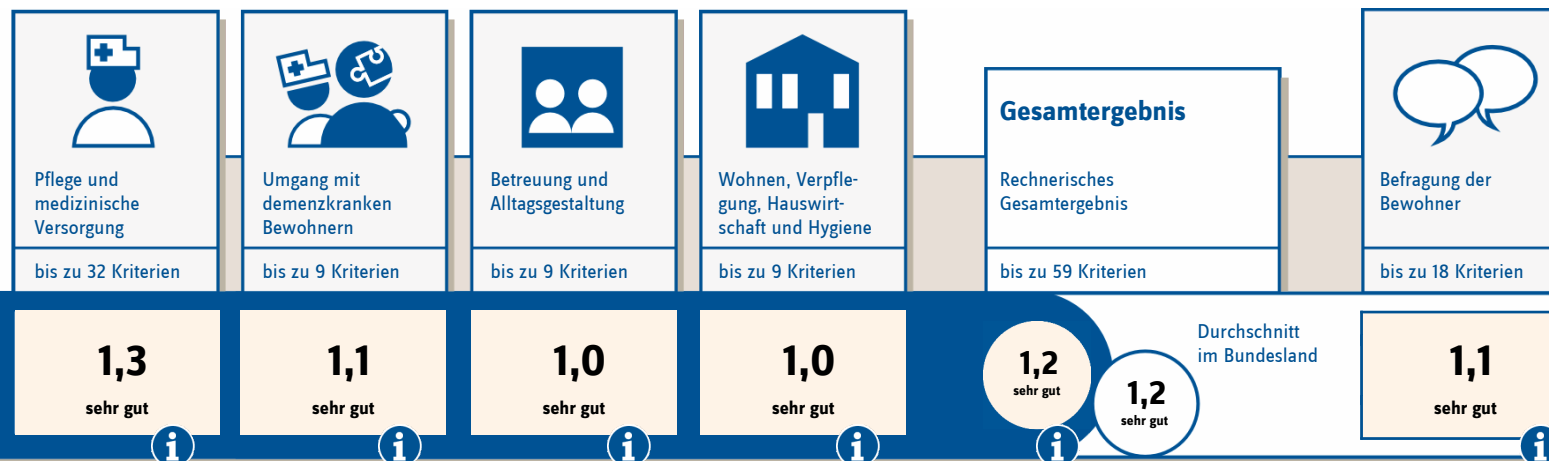 Pflege und
medizinische
Versorgung
bis zu 32 Kriterien
1,3
sehr gut
Umgang mit
demenzkranken
Bewohnern
bis zu 9 Kriterien
1,1
sehr gut
Betreuung und
Alltagsgestaltung
bis zu 9 Kriterien
1,0
sehr gut
Wohnen, Verpfle-
gung, Hauswirt-
schaft und Hygiene
bis zu 9 Kriterien
1,0
sehr gut
Gesamtergebnis
Rechnerisches
Gesamtergebnis
bis zu 59 Kriterien
1,2
sehr gut
Durchschnitt
im Bundesland
1,2
sehr gut
Befragung der
Bewohner
bis zu 18 Kriterien
1,1
sehr gut